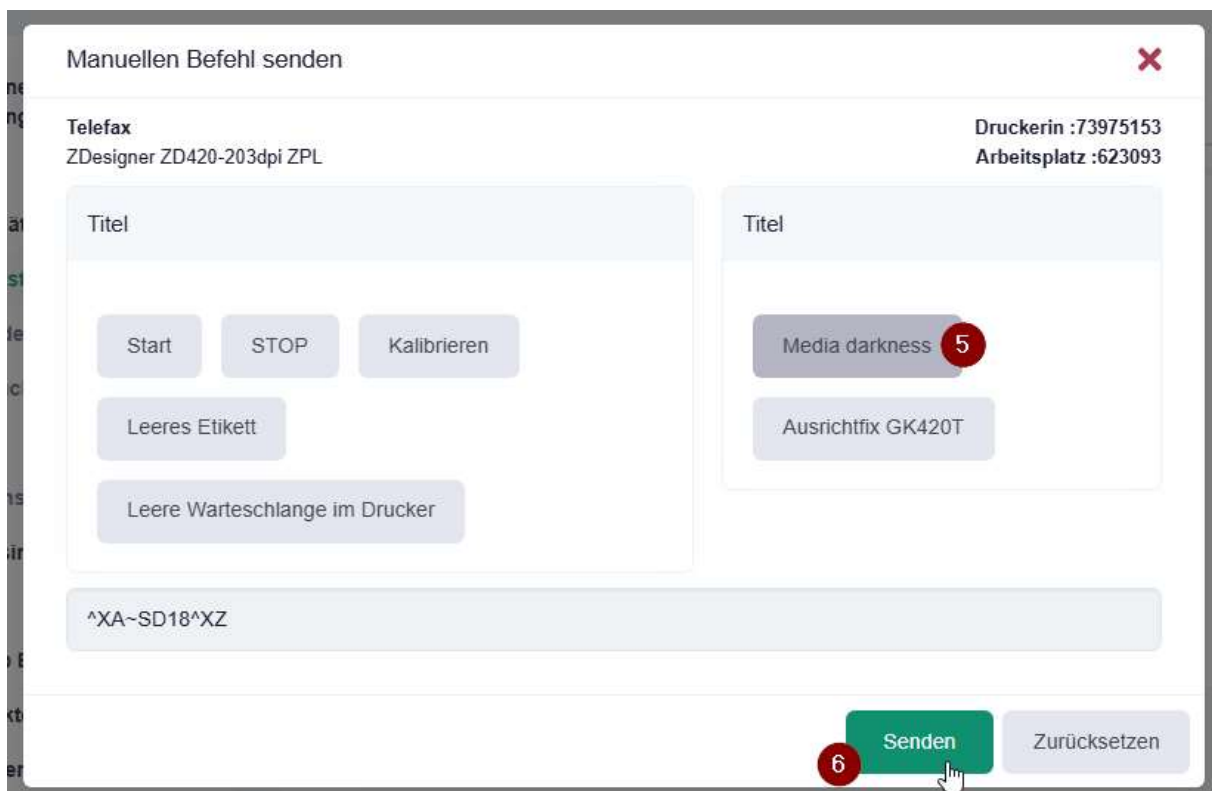 Manuellen Befehl senden
Telefax
ZDesigner ZD420-203dpi ZPL
Druckerin :73975153
Arbeitsplatz :623093
Titel
Start
STOP
Kalibrieren
Leeres Etikett
Leere Warteschlange im Drucker
Titel
Media darkness
5
Ausrichtfix GK420T
^XA~SD18^XZ
6
Senden
Zurücksetzen